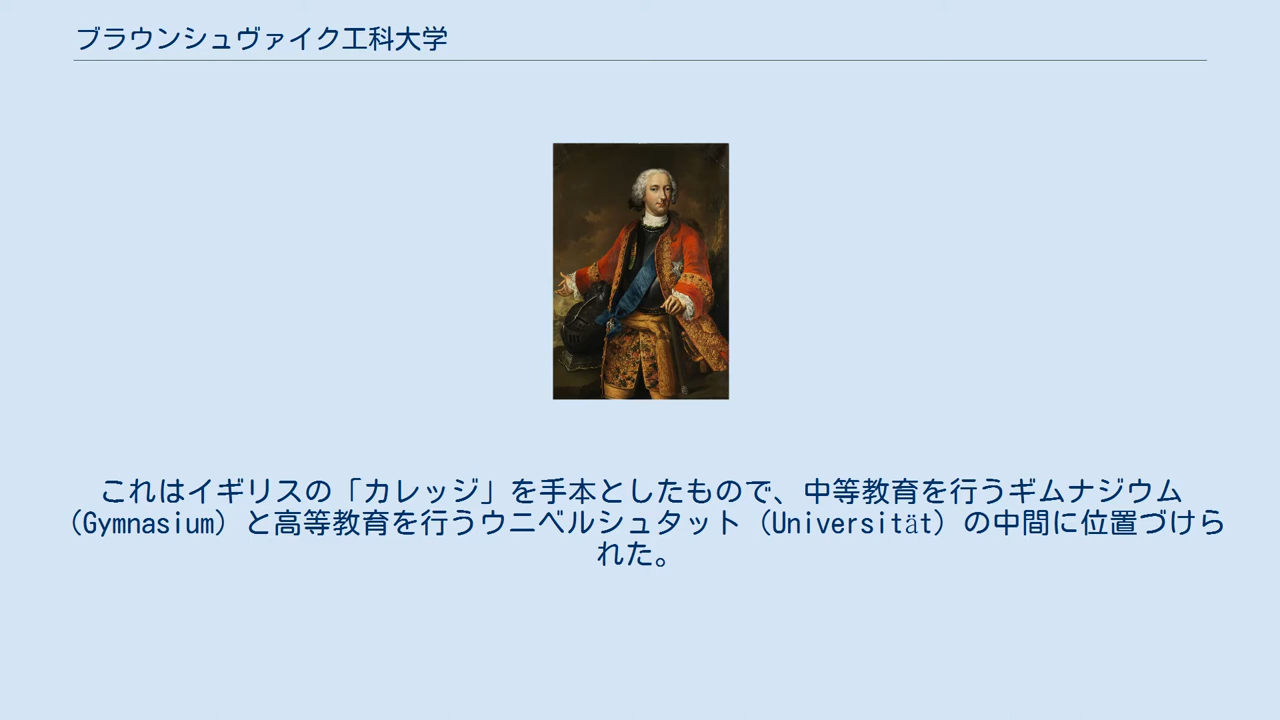 ブラウンシュヴァイク工科大学
これはイギリスの「カレッジ」を手本としたもので、中等教育を行うギムナジウム
（Gymnasium）と高等教育を行うウニベルシュタット（Universität）の中間に位置づけら
れた。